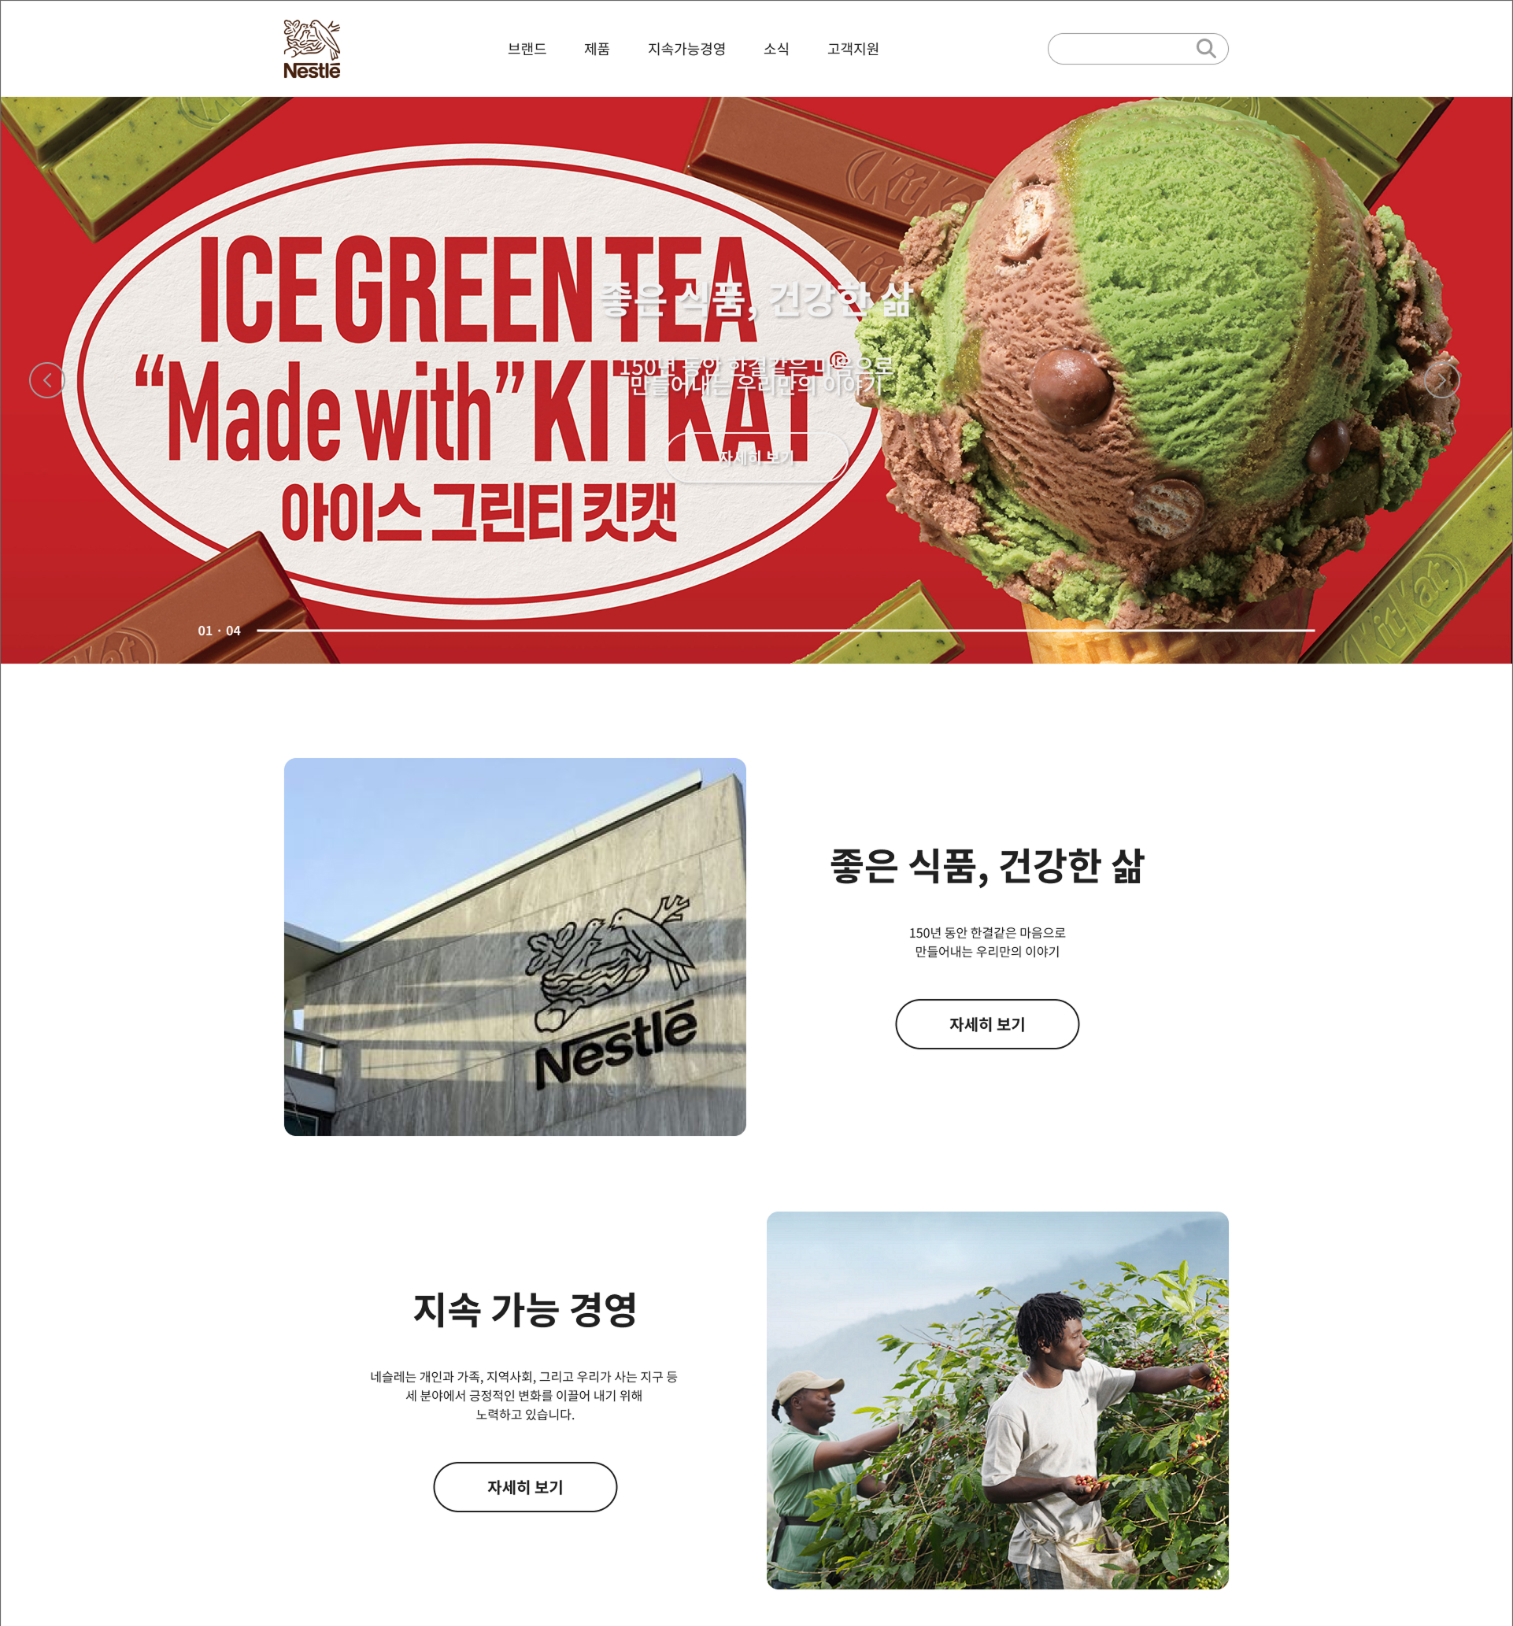 Nestlé
브랜드
제품
지속가능경영
소식
고객지원
KitKat
ICE GREEN TEA
“Made with” KITKAT®
아이스 그린티 킷캣
좋은 식품, 건강한 삶
150년 동안 한결같은 마음으로
만들어내는 우리만의 이야기
자세히 보기
KitKat
KitKat
01 · 04
Nestlé
좋은 식품, 건강한 삶
150년 동안 한결같은 마음으로
만들어내는 우리만의 이야기
자세히 보기
지속 가능 경영
네슬레는 개인과 가족, 지역사회, 그리고 우리가 사는 지구 등
세 분야에서 긍정적인 변화를 이끌어 내기 위해
노력하고 있습니다.
자세히 보기